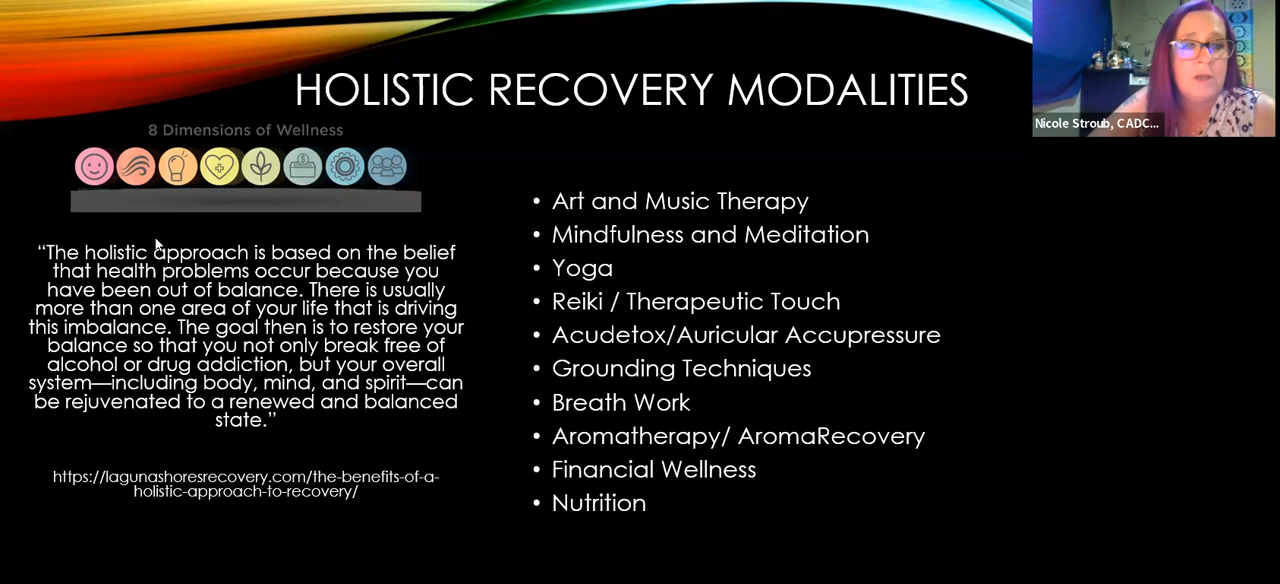 HOLISTIC RECOVERY MODALITIES
Nicole Stroub, CADC...
8 Dimensions of Wellness
“The holistic approach is based on the belief
that health problems occur because you
have been out of balance. There is usually
more than one area of your life that is driving
this imbalance. The goal then is to restore your
balance so that you not only break free of
alcohol or drug addiction, but your overall
system—including body, mind, and spirit—can
be rejuvenated to a renewed and balanced
state.”
https://lagunashoresrecovery.com/the-benefits-of-a-
holistic-approach-to-recovery/
• Art and Music Therapy
• Mindfulness and Meditation
• Yoga
• Reiki / Therapeutic Touch
• Acudetox/Auricular Accupressure
• Grounding Techniques
• Breath Work
• Aromatherapy/ AromaRecovery
• Financial Wellness
• Nutrition